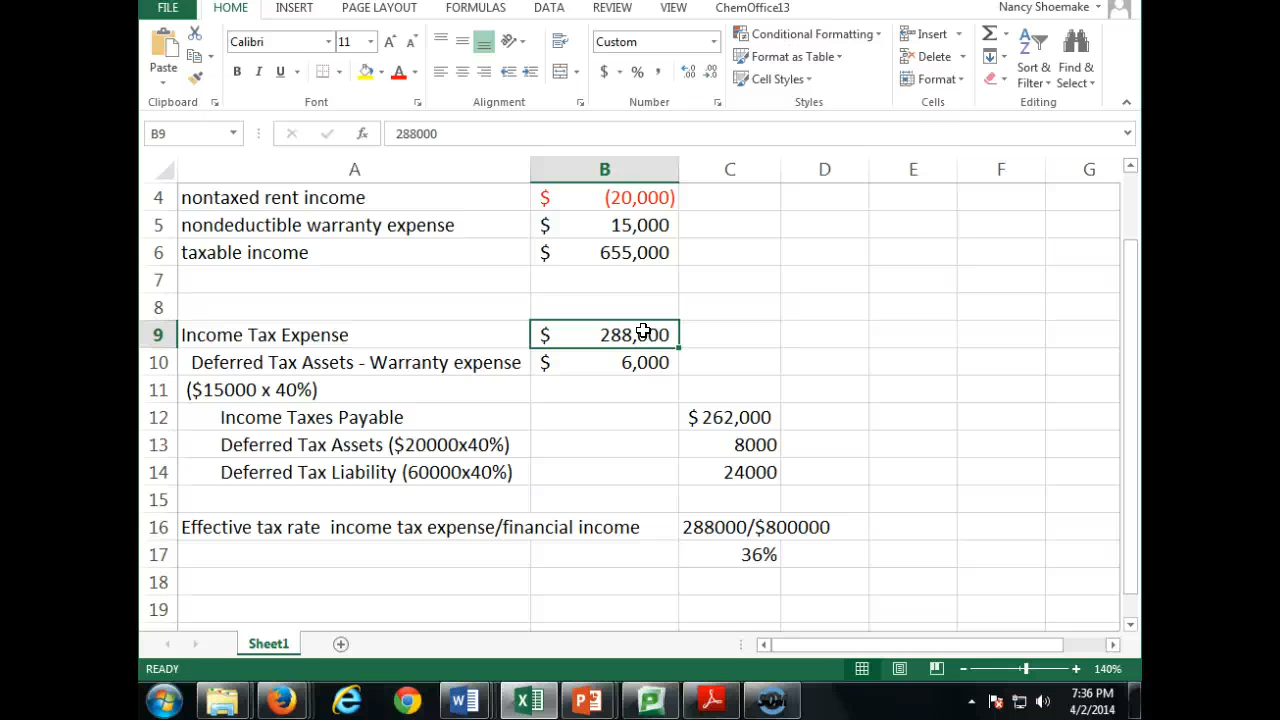 FILE HOME INSERT PAGE LAYOUT FORMULAS DATA REVIEW VIEW ChemOffice13 Nancy Shoemake
Calibri 11 A A Custom Conditional Formatting Insert
Format as Table Delete
Paste B I U A $ % , Cell Styles Format Sort & Filter Find & Select
Clipboard Font Alignment Number Styles Cells Editing
B9 fx 288000
A B C D E F G
4 nontaxed rent income $ (20,000)
5 nondeductible warranty expense $ 15,000
6 taxable income $ 655,000
7
8
9 Income Tax Expense $ 288,000
10 Deferred Tax Assets - Warranty expense $ 6,000
11 ($15000 x 40%)
12 Income Taxes Payable $ 262,000
13 Deferred Tax Assets ($20000x40%) 8000
14 Deferred Tax Liability (60000x40%) 24000
15
16 Effective tax rate income tax expense/financial income 288000/$800000
17 36%
18
19
Sheet1
READY 140%
7:36 PM
4/2/2014